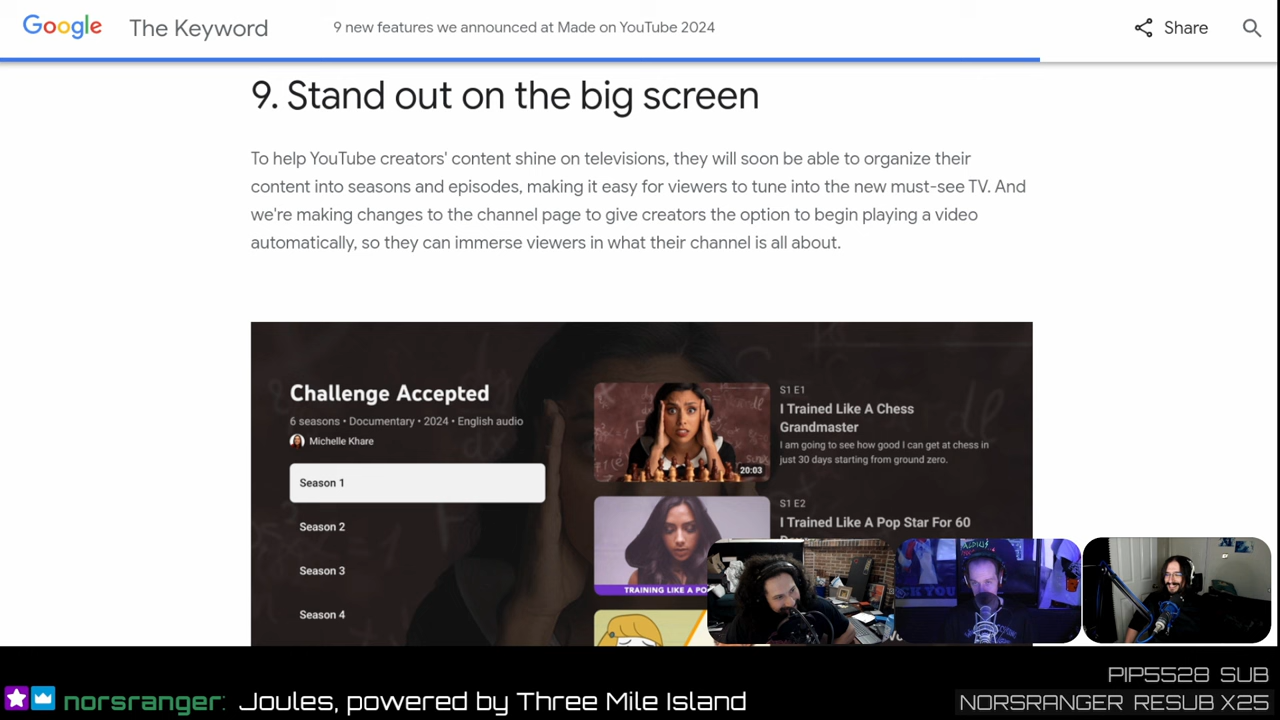 Google The Keyword 9 new features we announced at Made on YouTube 2024 Share
9. Stand out on the big screen
To help YouTube creators' content shine on televisions, they will soon be able to organize their
content into seasons and episodes, making it easy for viewers to tune into the new must-see TV. And
we're making changes to the channel page to give creators the option to begin playing a video
automatically, so they can immerse viewers in what their channel is all about.
Challenge Accepted
6 seasons • Documentary • 2024 • English audio
Michelle Khare
Season 1
Season 2
Season 3
Season 4
20:03
S1 E1
I Trained Like A Chess
Grandmaster
I am going to see how good I can get at chess in
just 30 days starting from ground zero.
TRAINING LIKE A
S1 E2
I Trained Like A Pop Star For 60
PIP5528 SUB
norsranger: Joules, powered by Three Mile Island
NORSRANGER RESUB X25